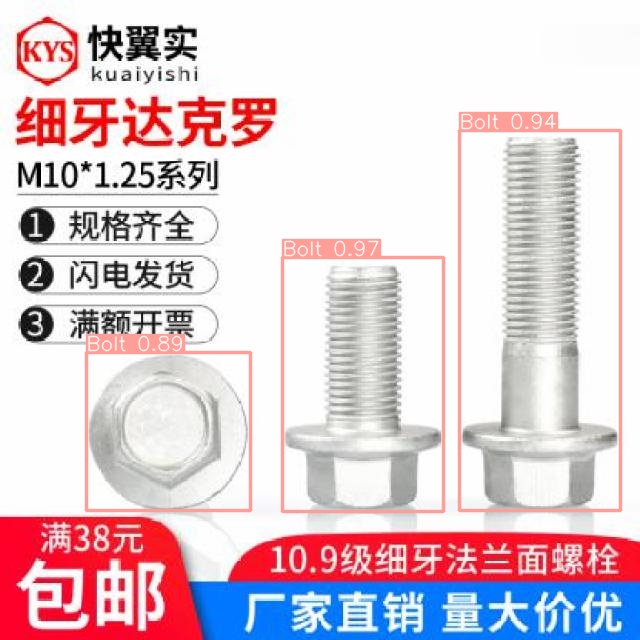 KYS 快翼实
kuaiyishi
细牙达克罗
M10*1.25系列
1 规格齐全
2 闪电发货
3 满额开票
Bolt 0.94
Bolt 0.97
Bolt 0.89
满38元
包邮
10.9级细牙法兰面螺栓
厂家直销 量大价优